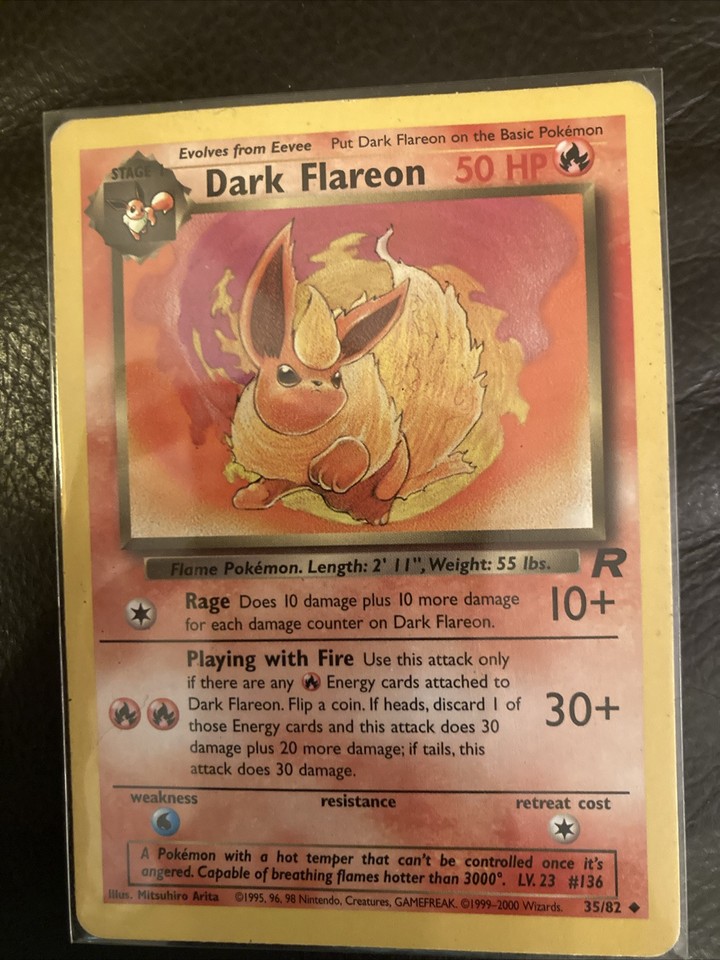 Evolves from Eevee Put Dark Flareon on the Basic Pokémon
STAGE 1
Dark Flareon 50 HP
Flame Pokémon. Length: 2' 11", Weight: 55 lbs.
R
Rage Does 10 damage plus 10 more damage
for each damage counter on Dark Flareon.
10+
Playing with Fire Use this attack only
if there are any Energy cards attached to
Dark Flareon. Flip a coin. If heads, discard 1 of
those Energy cards and this attack does 30
damage plus 20 more damage; if tails, this
attack does 30 damage.
30+
weakness resistance retreat cost
A Pokémon with a hot temper that can't be controlled once it's
angered. Capable of breathing flames hotter than 3000°. LV. 23 #136
Illus. Mitsuhiro Arita ©1995, 96, 98 Nintendo, Creatures, GAMEFREAK. ©1999-2000 Wizards. 35/82